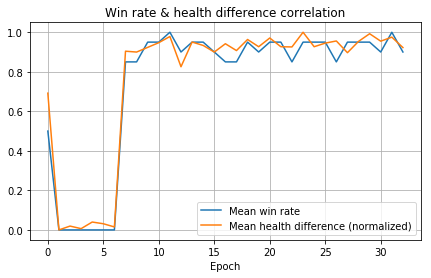 Win rate & health difference correlation
1.0
0.8
0.6
0.4
0.2
0.0
Mean win rate
Mean health difference (normalized)
0 5 10 15 20 25 30
Epoch